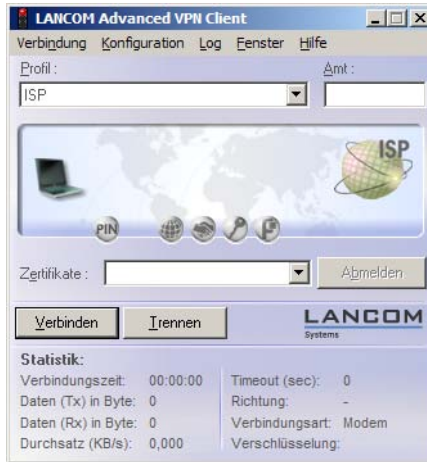 LANCOM Advanced VPN Client
Verbindung Konfiguration Log Fenster Hilfe
Profil : Amt :
ISP
ISP
PIN
Zertifikate : Abmelden
Verbinden Trennen LANCOM
Systems
Statistik:
Verbindungszeit: 00:00:00 Timeout (sec): 0
Daten (Tx) in Byte: 0 Richtung: -
Daten (Rx) in Byte: 0 Verbindungsart: Modem
Durchsatz (KB/s): 0,000 Verschlüsselung: